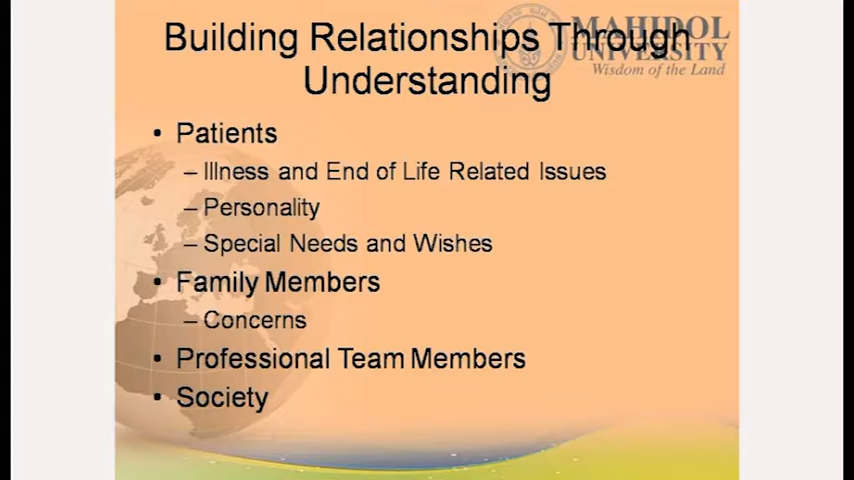 Building Relationships Through
Understanding
MAHIDOL
UNIVERSITY
Wisdom of the Land
• Patients
– Illness and End of Life Related Issues
– Personality
– Special Needs and Wishes
• Family Members
– Concerns
• Professional Team Members
• Society